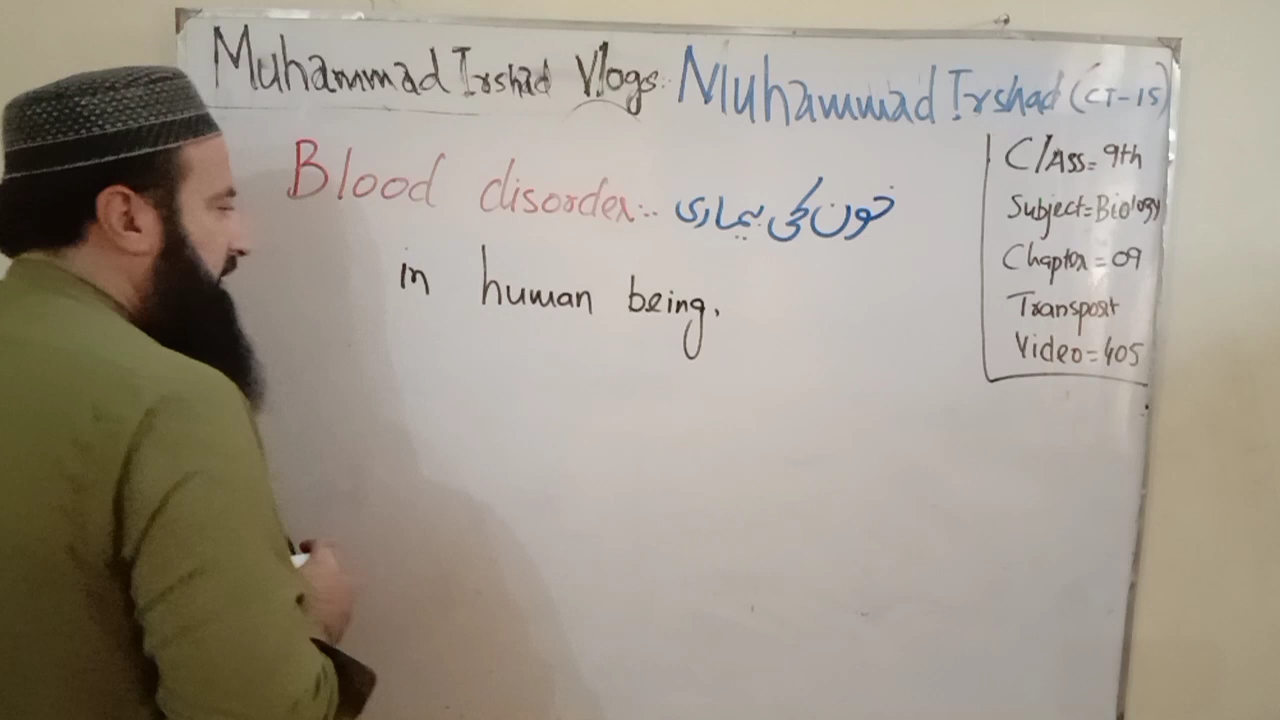 Muhammad Irshad Vlogs. Muhammad Irshad (CT-15)
Blood disorder... خون کی بیماری
in human being.
Class= 9th
Subject=Biology
Chapter = 09
Transport
Video=405